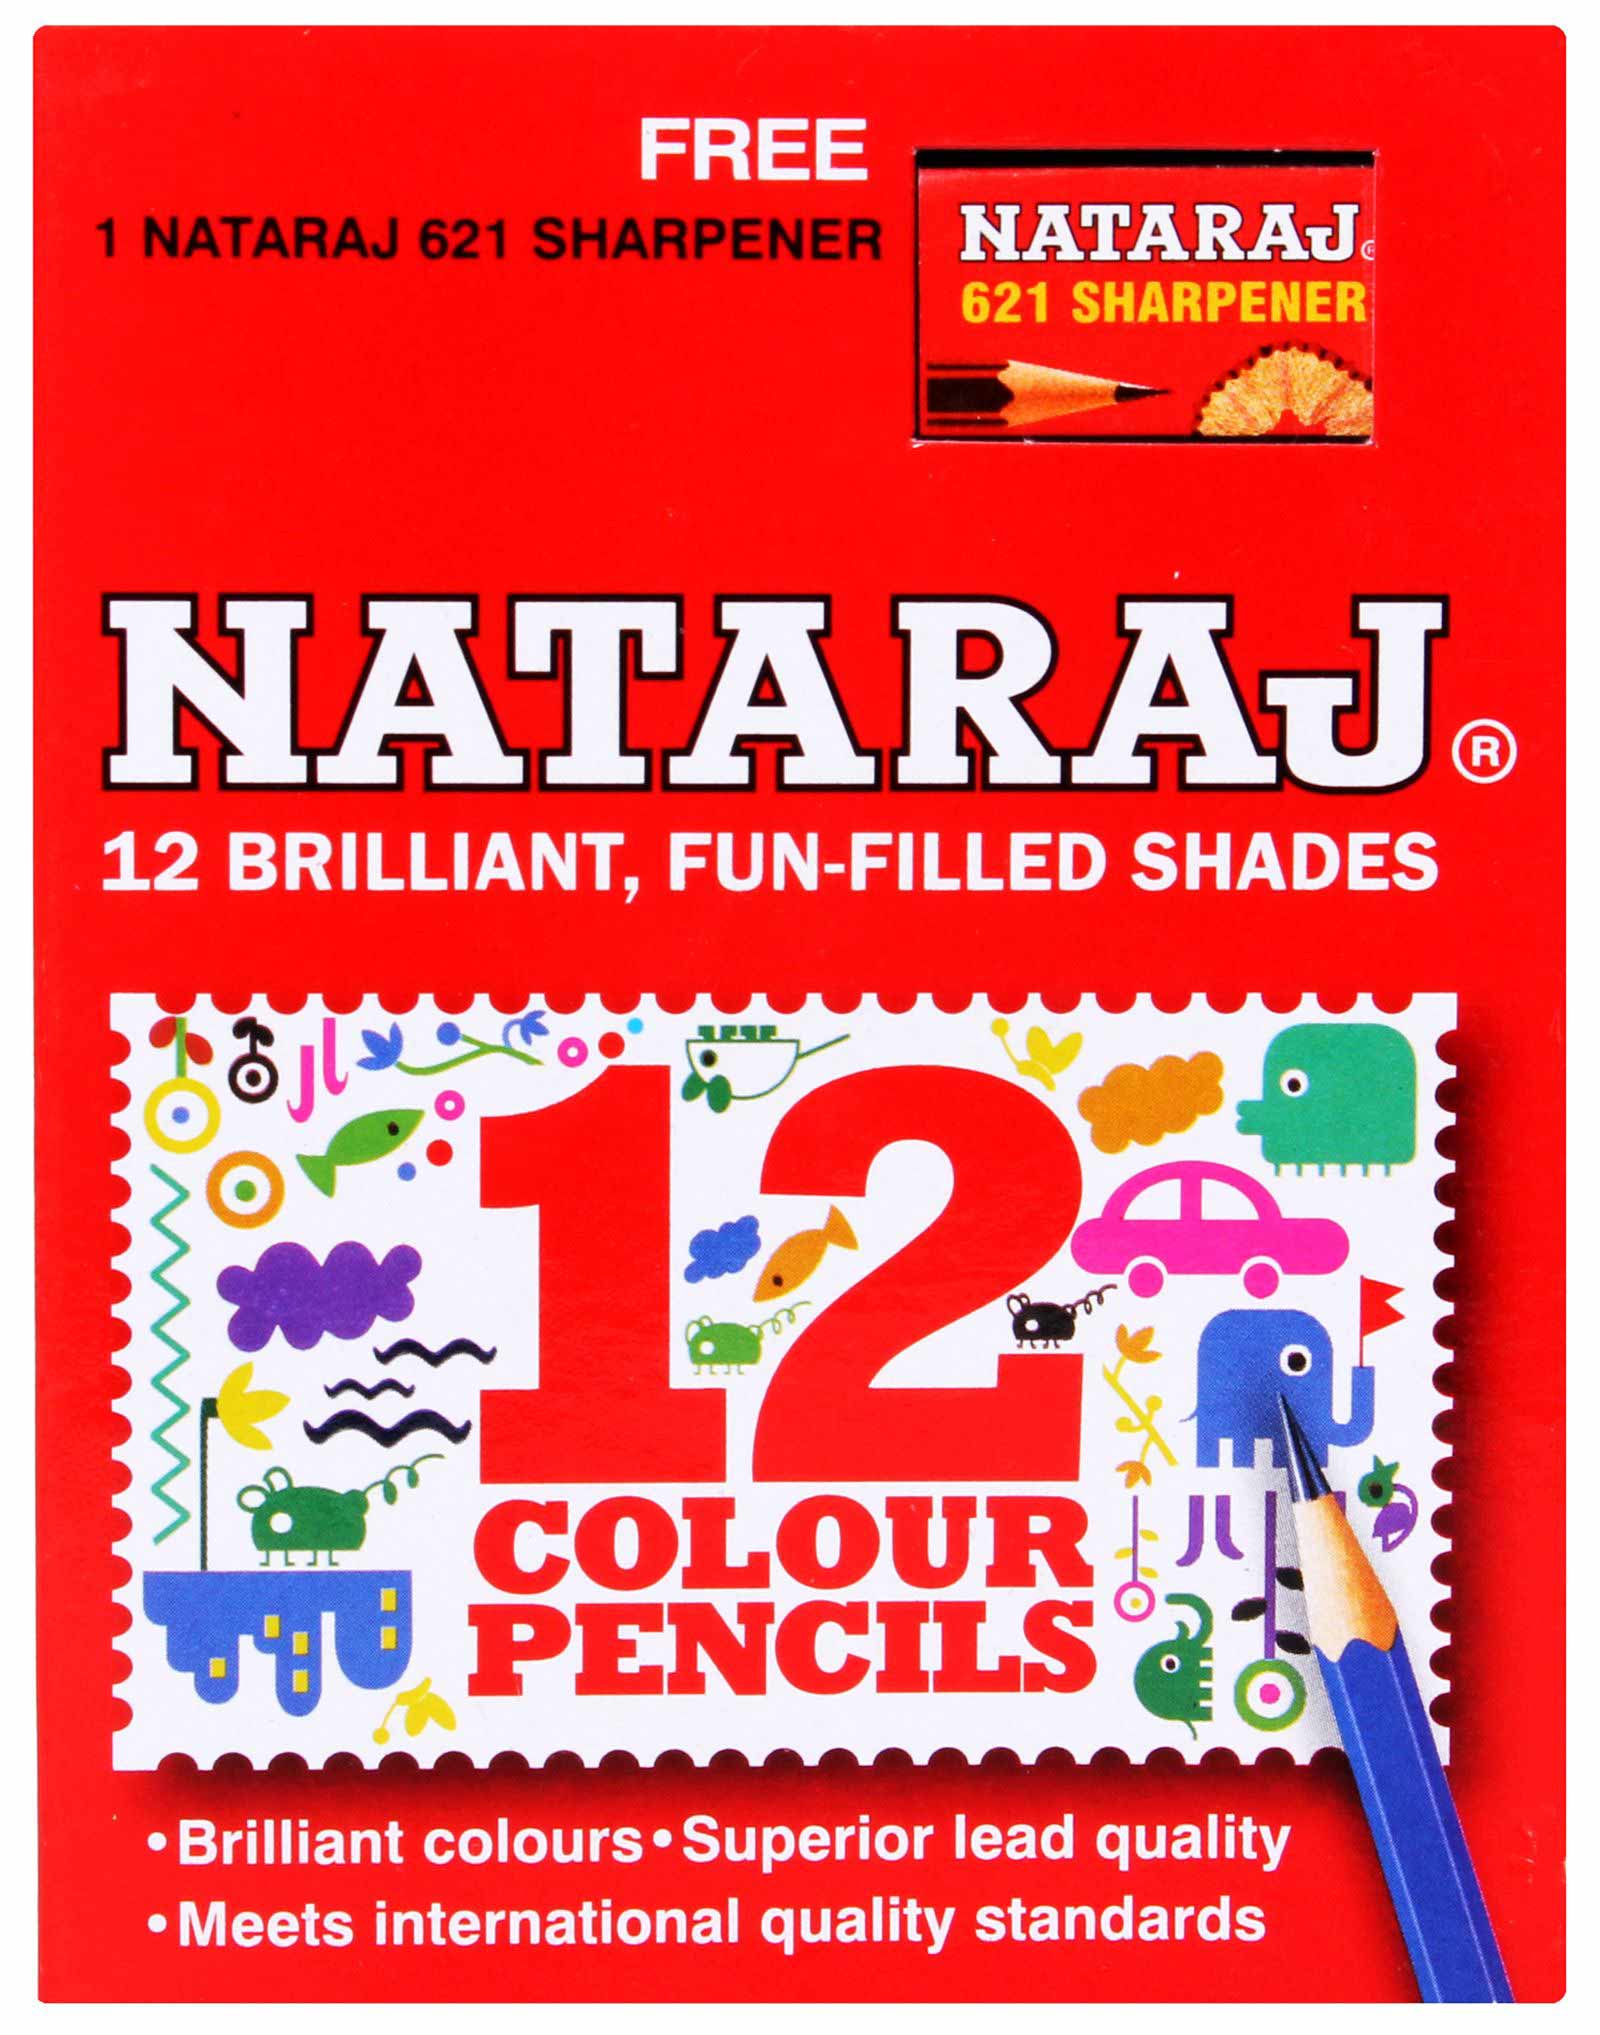 FREE
1 NATARAJ 621 SHARPENER
NATARAJ®
621 SHARPENER
NATARAJ®
12 BRILLIANT, FUN-FILLED SHADES
12
COLOUR
PENCILS
•Brilliant colours•Superior lead quality
•Meets international quality standards